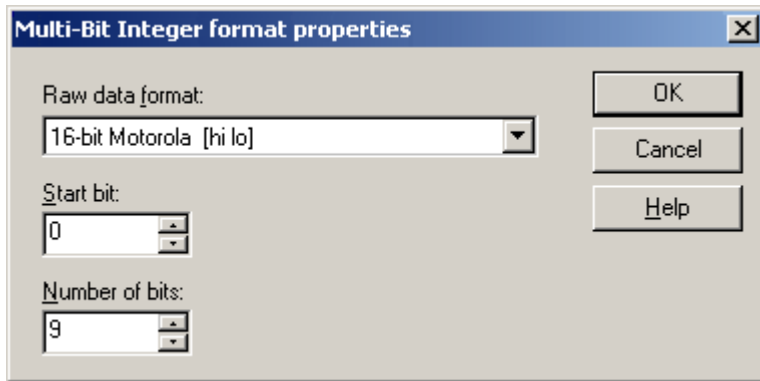 Multi-Bit Integer format properties
Raw data format:
16-bit Motorola [hi lo]
Start bit:
0
Number of bits:
9
OK
Cancel
Help